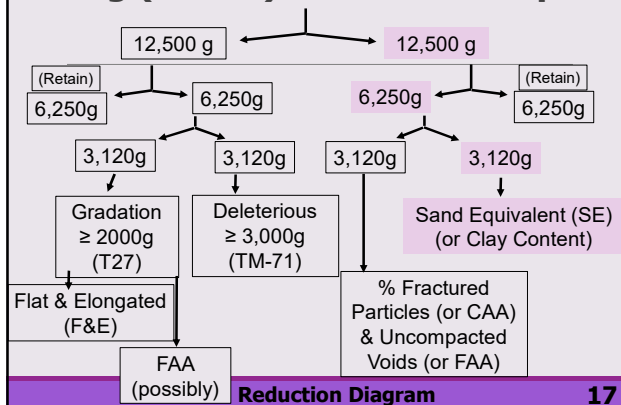 12,500 g
12,500 g
(Retain)
6,250g
6,250g
6,250g
(Retain)
6,250g
3,120g
3,120g
3,120g
3,120g
Gradation
≥ 2000g
(T27)
Deleterious
≥ 3,000g
(TM-71)
Sand Equivalent (SE)
(or Clay Content)
Flat & Elongated
(F&E)
% Fractured
Particles (or CAA)
& Uncompacted
Voids (or FAA)
FAA
(possibly)
Reduction Diagram
17